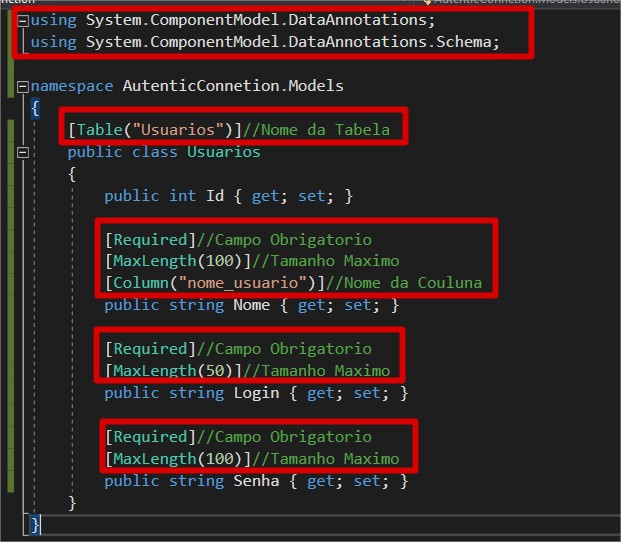 nnection AutenticConnetion.Models.Usuario
using System.ComponentModel.DataAnnotations;
using System.ComponentModel.DataAnnotations.Schema;
namespace AutenticConnetion.Models
{
[Table("Usuarios")]//Nome da Tabela
public class Usuarios
{
public int Id { get; set; }
[Required]//Campo Obrigatorio
[MaxLength(100)]//Tamanho Maximo
[Column("nome_usuario")]//Nome da Couluna
public string Nome { get; set; }
[Required]//Campo Obrigatorio
[MaxLength(50)]//Tamanho Maximo
public string Login { get; set; }
[Required]//Campo Obrigatorio
[MaxLength(100)]//Tamanho Maximo
public string Senha { get; set; }
}
}